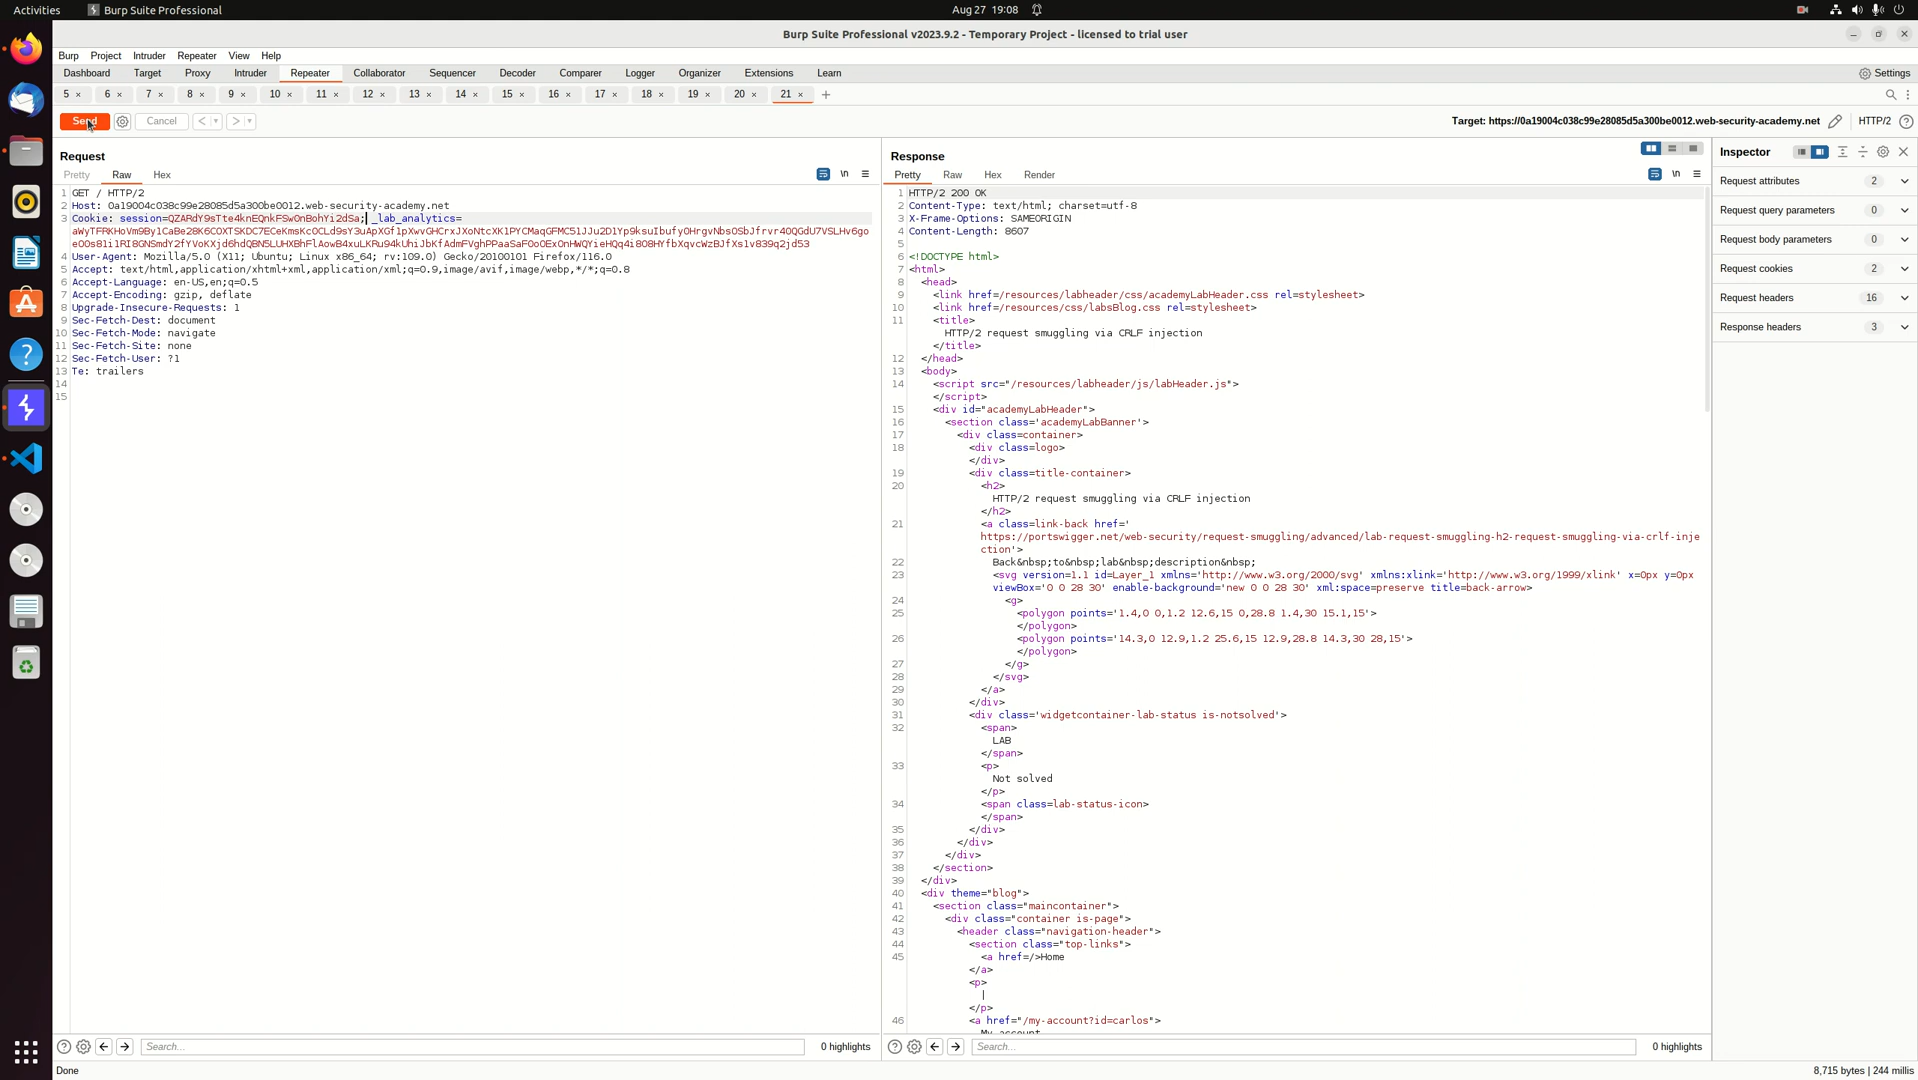 Activities Burp Suite Professional Aug 27 19:08
Burp Suite Professional v2023.9.2 - Temporary Project - licensed to trial user
Burp Project Intruder Repeater View Help
Dashboard Target Proxy Intruder Repeater Collaborator Sequencer Decoder Comparer Logger Organizer Extensions Learn Settings
5 × 6 × 7 × 8 × 9 × 10 × 11 × 12 × 13 × 14 × 15 × 16 × 17 × 18 × 19 × 20 × 21 × +
Send Cancel < > Target: https://0a19004c038c99e28085d5a300be0012.web-security-academy.net HTTP/2
Request
Pretty Raw Hex \n
1 GET / HTTP/2
2 Host: 0a19004c038c99e28085d5a300be0012.web-security-academy.net
3 Cookie: session=QZARdY9sTte4knEQnkFSwOnBohYi2dSa; _lab_analytics=
4 User-Agent: Mozilla/5.0 (X11; Ubuntu; Linux x86_64; rv:109.0) Gecko/20100101 Firefox/116.0
5 Accept: text/html,application/xhtml+xml,application/xml;q=0.9,image/avif,image/webp,*/*;q=0.8
6 Accept-Language: en-US,en;q=0.5
7 Accept-Encoding: gzip, deflate
8 Upgrade-Insecure-Requests: 1
9 Sec-Fetch-Dest: document
10 Sec-Fetch-Mode: navigate
11 Sec-Fetch-Site: none
12 Sec-Fetch-User: ?1
13 Te: trailers
14
15
Search... 0 highlights
Response
Pretty Raw Hex Render \n
1 HTTP/2 200 OK
2 Content-Type: text/html; charset=utf-8
3 X-Frame-Options: SAMEORIGIN
4 Content-Length: 8607
5
6 <!DOCTYPE html>
7 <html>
8 <head>
9 <link href=/resources/labheader/css/academyLabHeader.css rel=stylesheet>
10 <link href=/resources/css/labsBlog.css rel=stylesheet>
11 <title>
HTTP/2 request smuggling via CRLF injection
</title>
12 </head>
13 <body>
14 <script src="/resources/labheader/js/labHeader.js">
</script>
15 <div id="academyLabHeader">
16 <section class='academyLabBanner'>
17 <div class=container>
18 <div class=logo>
</div>
19 <div class=title-container>
20 <h2>
HTTP/2 request smuggling via CRLF injection
</h2>
21 <a class=link-back href='
https://portswigger.net/web-security/request-smuggling/advanced/lab-request-smuggling-h2-request-smuggling-via-crlf-inje
ction'>
22 Back&nbsp;to&nbsp;lab&nbsp;description&nbsp;
23 <svg version=1.1 id=Layer_1 xmlns='http://www.w3.org/2000/svg' xmlns:xlink='http://www.w3.org/1999/xlink' x=0px y=0px
viewBox='0 0 28 30' enable-background='new 0 0 28 30' xml:space=preserve title=back-arrow>
24 <g>
25 <polygon points='1.4,0 0,1.2 12.6,15 0,28.8 1.4,30 15.1,15'>
</polygon>
26 <polygon points='14.3,0 12.9,1.2 25.6,15 12.9,28.8 14.3,30 28,15'>
</polygon>
27 </g>
28 </svg>
29 </a>
30 </div>
31 <div class='widgetcontainer-lab-status is-notsolved'>
32 <span>
LAB
</span>
33 <p>
Not solved
</p>
34 <span class=lab-status-icon>
</span>
35 </div>
36 </div>
37 </div>
38 </section>
39 </div>
40 <div theme="blog">
41 <section class="maincontainer">
42 <div class="container is-page">
43 <header class="navigation-header">
44 <section class="top-links">
45 <a href=/>Home
</a>
<p>
|
</p>
46 <a href="/my-account?id=carlos">
My account
Search... 0 highlights
Inspector
Request attributes 2
Request query parameters 0
Request body parameters 0
Request cookies 2
Request headers 16
Response headers 3
Done 8,715 bytes | 244 millis